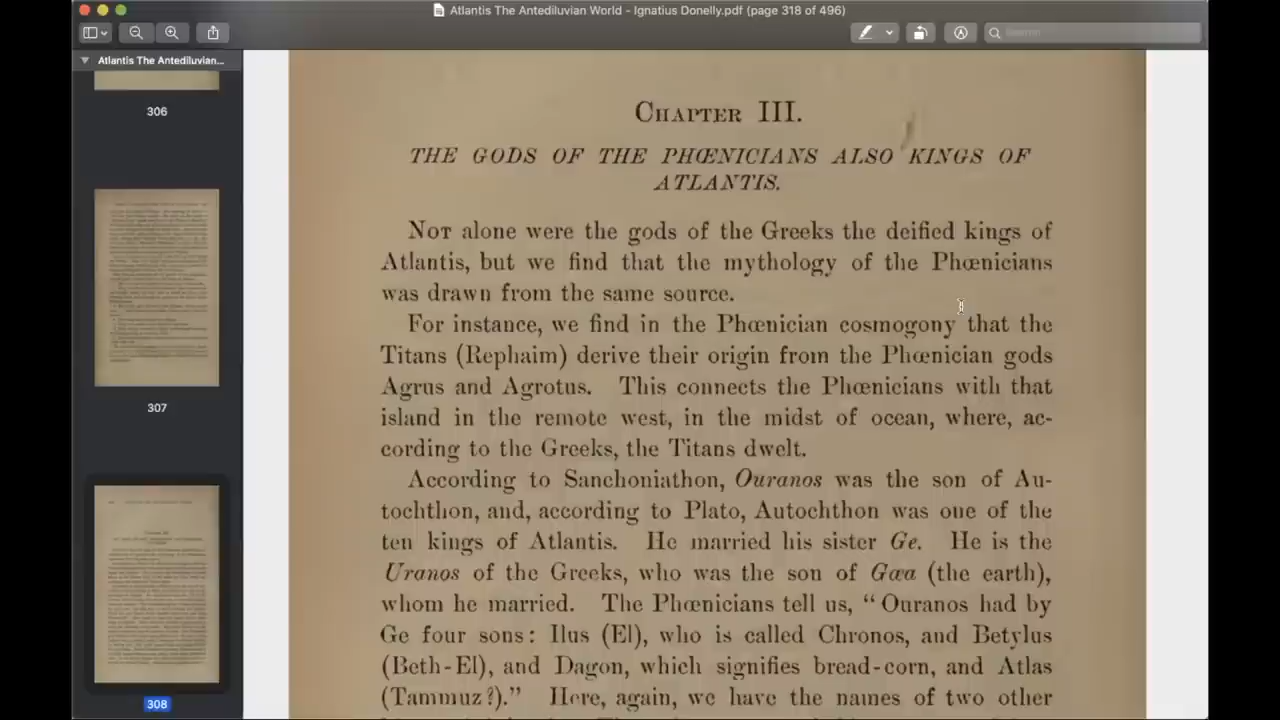 Atlantis The Antediluvian World - Ignatius Donelly.pdf (page 318 of 496)
Search
Atlantis The Antediluvian...
306
307
308
CHAPTER III.
THE GODS OF THE PHŒNICIANS ALSO KINGS OF
ATLANTIS.
NOT alone were the gods of the Greeks the deified kings of
Atlantis, but we find that the mythology of the Phœnicians
was drawn from the same source.
For instance, we find in the Phœnician cosmogony that the
Titans (Rephaim) derive their origin from the Phœnician gods
Agrus and Agrotus. This connects the Phœnicians with that
island in the remote west, in the midst of ocean, where, ac-
cording to the Greeks, the Titans dwelt.
According to Sanchoniathon, Ouranos was the son of Au-
tochthon, and, according to Plato, Autochthon was one of the
ten kings of Atlantis. He married his sister Ge. He is the
Uranos of the Greeks, who was the son of Gæa (the earth),
whom he married. The Phœnicians tell us, “Ouranos had by
Ge four sons: Ilus (El), who is called Chronos, and Betylus
(Beth-El), and Dagon, which signifies bread-corn, and Atlas
(Tammuz?).” Here, again, we have the names of two other